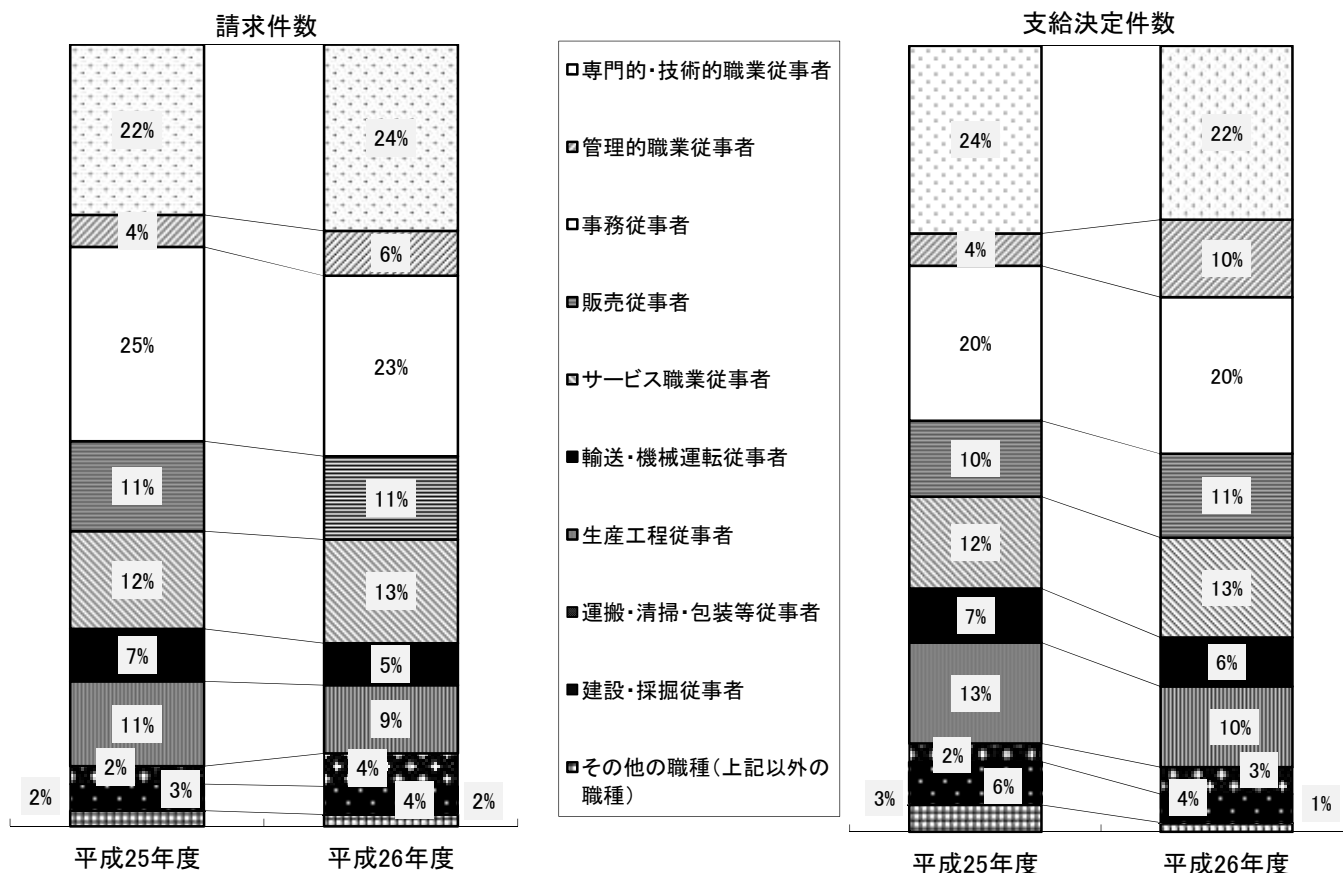 請求件数
22%
4%
25%
11%
12%
7%
11%
2%
3%
2%
24%
6%
23%
11%
13%
5%
9%
4%
4%
2%
平成25年度
平成26年度
専門的・技術的職業従事者
管理的職業従事者
事務従事者
販売従事者
サービス職業従事者
輸送・機械運転従事者
生産工程従事者
運搬・清掃・包装等従事者
建設・採掘従事者
その他の職種(上記以外の
職種)
支給決定件数
24%
4%
20%
10%
12%
7%
13%
2%
6%
3%
22%
10%
20%
11%
13%
6%
10%
3%
4%
1%
平成25年度
平成26年度